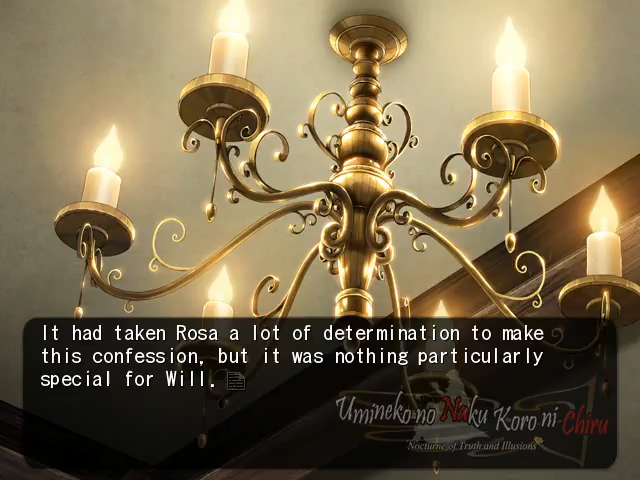 It had taken Rosa a lot of determination to make
this confession, but it was nothing particularly
special for Will.
Umineko no Naku Koro ni Chiru
Nocturne of Truth and Illusions